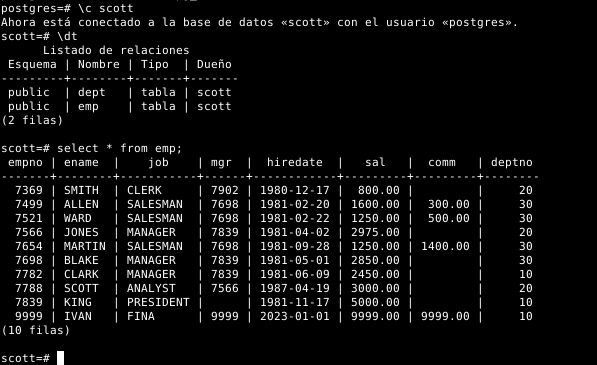 postgres=# \c scott
Ahora está conectado a la base de datos «scott» con el usuario «postgres».
scott=# \dt
      Listado de relaciones
 Esquema | Nombre | Tipo  | Dueño
---------+--------+-------+-------
 public  | dept   | tabla | scott
 public  | emp    | tabla | scott
(2 filas)

scott=# select * from emp;
 empno | ename  |    job    | mgr  |  hiredate  |   sal   |  comm   | deptno
-------+--------+-----------+------+------------+---------+---------+--------
  7369 | SMITH  | CLERK     | 7902 | 1980-12-17 |  800.00 |         |     20
  7499 | ALLEN  | SALESMAN  | 7698 | 1981-02-20 | 1600.00 |  300.00 |     30
  7521 | WARD   | SALESMAN  | 7698 | 1981-02-22 | 1250.00 |  500.00 |     30
  7566 | JONES  | MANAGER   | 7839 | 1981-04-02 | 2975.00 |         |     20
  7654 | MARTIN | SALESMAN  | 7698 | 1981-09-28 | 1250.00 | 1400.00 |     30
  7698 | BLAKE  | MANAGER   | 7839 | 1981-05-01 | 2850.00 |         |     30
  7782 | CLARK  | MANAGER   | 7839 | 1981-06-09 | 2450.00 |         |     10
  7788 | SCOTT  | ANALYST   | 7566 | 1987-04-19 | 3000.00 |         |     20
  7839 | KING   | PRESIDENT |      | 1981-11-17 | 5000.00 |         |     10
  9999 | IVAN   | FINA      | 9999 | 2023-01-01 | 9999.00 | 9999.00 |     10
(10 filas)

scott=#